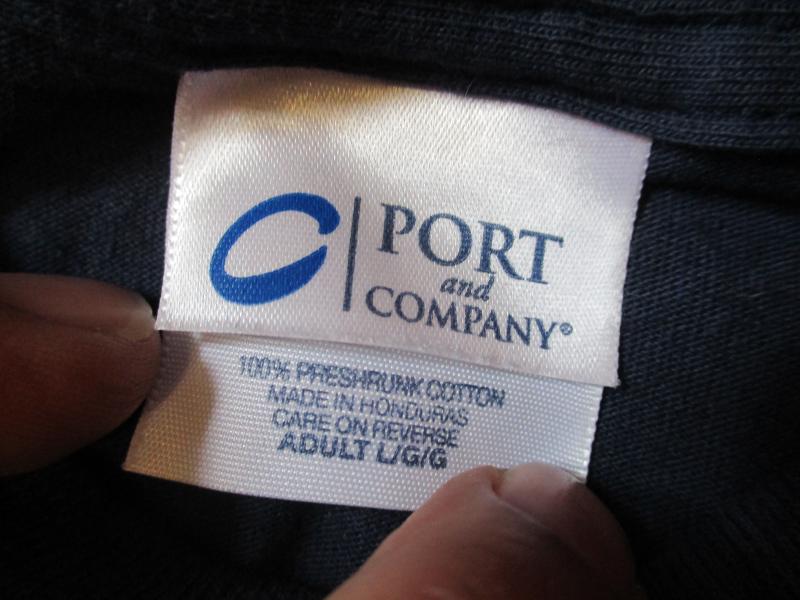 PORT
and
COMPANY®
100% PRESHRUNK COTTON
MADE IN HONDURAS
CARE ON REVERSE
ADULT L/G/G